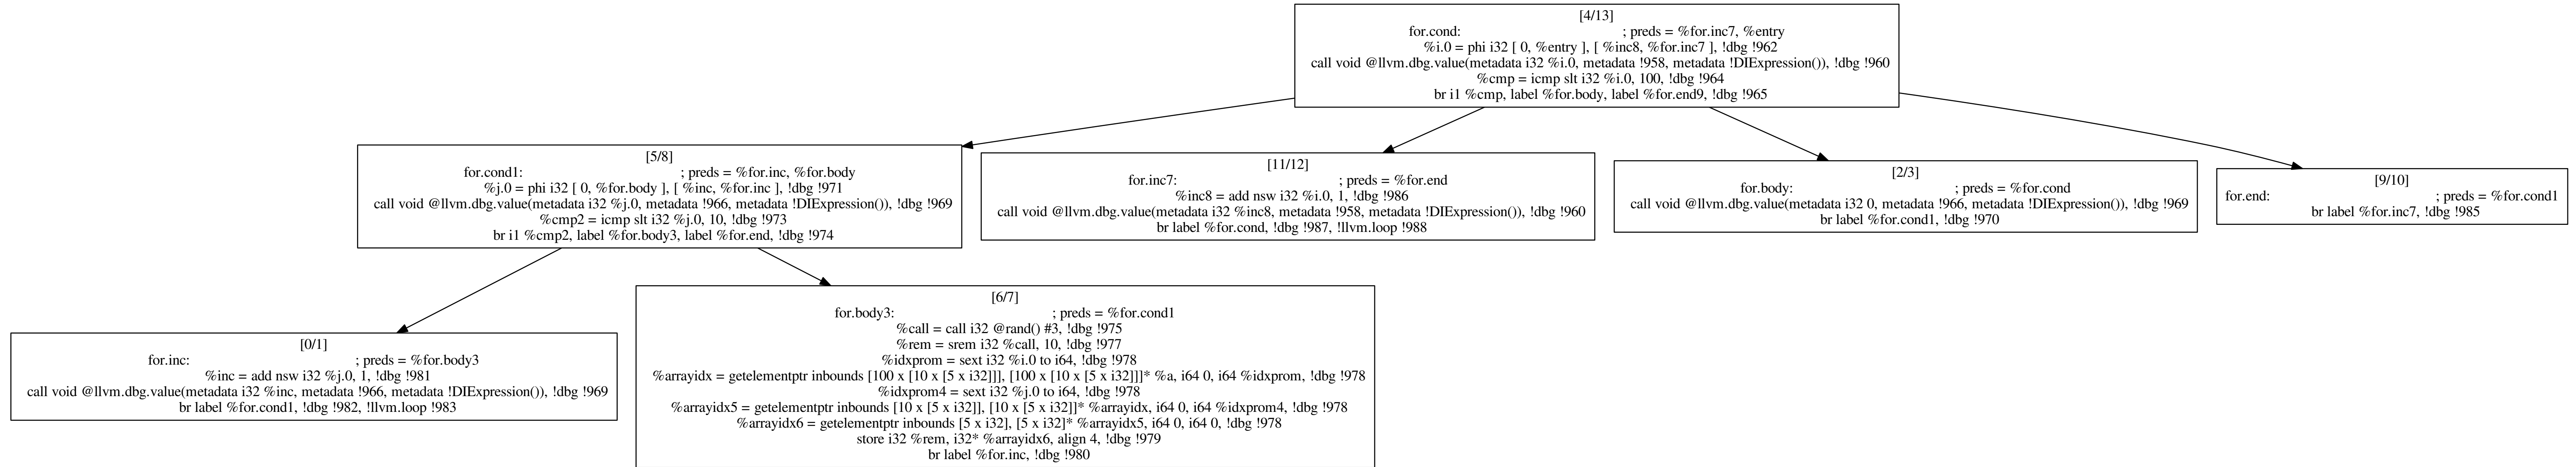 [4/13]
for.cond: ; preds = %for.inc7, %entry
%i.0 = phi i32 [ 0, %entry ], [ %inc8, %for.inc7 ], !dbg !962
call void @llvm.dbg.value(metadata i32 %i.0, metadata !958, metadata !DIExpression()), !dbg !960
%cmp = icmp slt i32 %i.0, 100, !dbg !964
br i1 %cmp, label %for.body, label %for.end9, !dbg !965
[5/8]
for.cond1: ; preds = %for.inc, %for.body
%j.0 = phi i32 [ 0, %for.body ], [ %inc, %for.inc ], !dbg !971
call void @llvm.dbg.value(metadata i32 %j.0, metadata !966, metadata !DIExpression()), !dbg !969
%cmp2 = icmp slt i32 %j.0, 10, !dbg !973
br i1 %cmp2, label %for.body3, label %for.end, !dbg !974
[11/12]
for.inc7: ; preds = %for.end
%inc8 = add nsw i32 %i.0, 1, !dbg !986
call void @llvm.dbg.value(metadata i32 %inc8, metadata !958, metadata !DIExpression()), !dbg !960
br label %for.cond, !dbg !987, !llvm.loop !988
[2/3]
for.body: ; preds = %for.cond
call void @llvm.dbg.value(metadata i32 0, metadata !966, metadata !DIExpression()), !dbg !969
br label %for.cond1, !dbg !970
[9/10]
for.end: ; preds = %for.cond1
br label %for.inc7, !dbg !985
[0/1]
for.inc: ; preds = %for.body3
%inc = add nsw i32 %j.0, 1, !dbg !981
call void @llvm.dbg.value(metadata i32 %inc, metadata !966, metadata !DIExpression()), !dbg !969
br label %for.cond1, !dbg !982, !llvm.loop !983
[6/7]
for.body3: ; preds = %for.cond1
%call = call i32 @rand() #3, !dbg !975
%rem = srem i32 %call, 10, !dbg !977
%idxprom = sext i32 %i.0 to i64, !dbg !978
%arrayidx = getelementptr inbounds [100 x [10 x [5 x i32]]], [100 x [10 x [5 x i32]]]* %a, i64 0, i64 %idxprom, !dbg !978
%idxprom4 = sext i32 %j.0 to i64, !dbg !978
%arrayidx5 = getelementptr inbounds [10 x [5 x i32]], [10 x [5 x i32]]* %arrayidx, i64 0, i64 %idxprom4, !dbg !978
%arrayidx6 = getelementptr inbounds [5 x i32], [5 x i32]* %arrayidx5, i64 0, i64 0, !dbg !978
store i32 %rem, i32* %arrayidx6, align 4, !dbg !979
br label %for.inc, !dbg !980